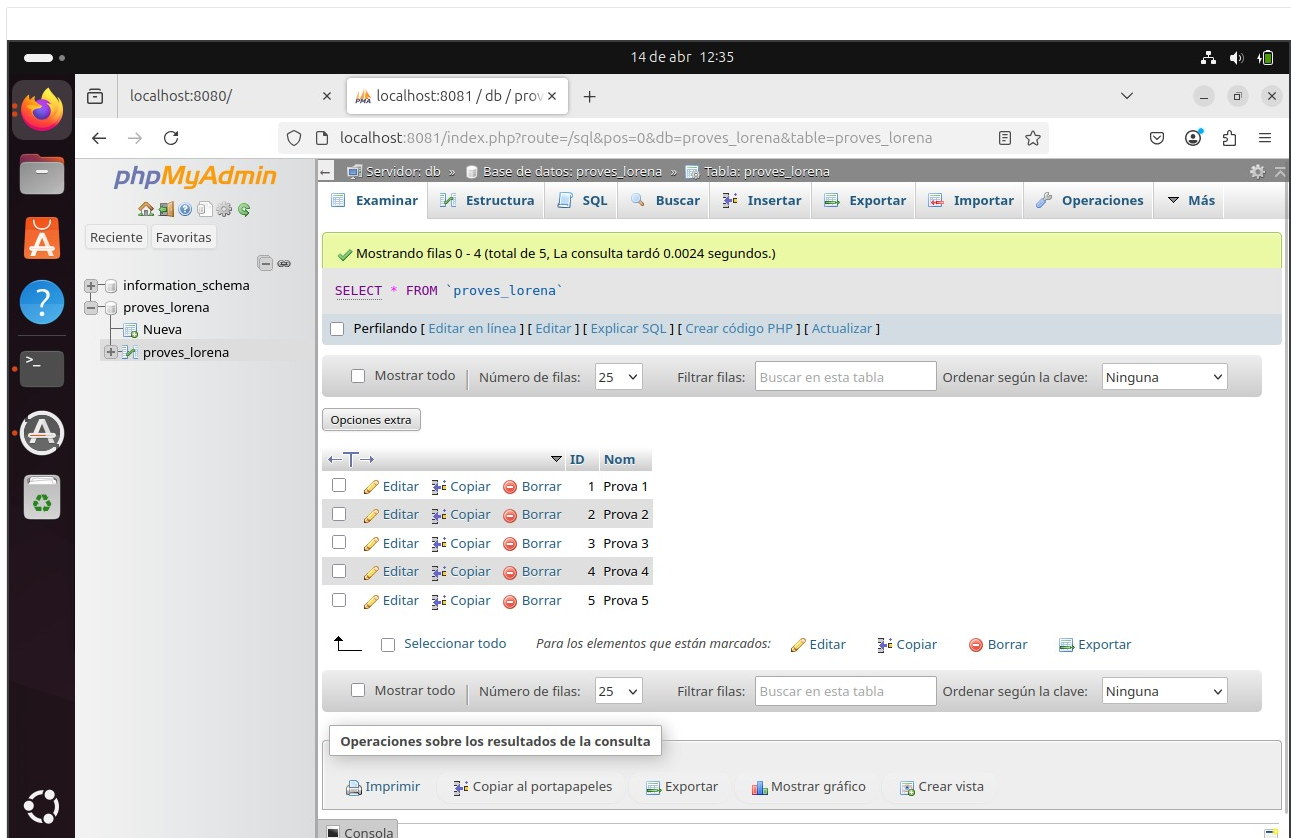 14 de abr 12:35
localhost:8080/
localhost:8081 / db / prov
localhost:8081/index.php?route=/sql&pos=0&db=proves_lorena&table=proves_lorena
phpMyAdmin
Servidor: db » Base de datos: proves_lorena » Tabla: proves_lorena
Examinar Estructura SQL Buscar Insertar Exportar Importar Operaciones Más
Reciente Favoritas
information_schema
proves_lorena
Nueva
proves_lorena
Mostrando filas 0 - 4 (total de 5, La consulta tardó 0.0024 segundos.)
SELECT * FROM `proves_lorena`
Perfilando [ Editar en línea ] [ Editar ] [ Explicar SQL ] [ Crear código PHP ] [ Actualizar ]
Mostrar todo Número de filas: 25 Filtrar filas: Buscar en esta tabla Ordenar según la clave: Ninguna
Opciones extra
ID Nom
Editar Copiar Borrar 1 Prova 1
Editar Copiar Borrar 2 Prova 2
Editar Copiar Borrar 3 Prova 3
Editar Copiar Borrar 4 Prova 4
Editar Copiar Borrar 5 Prova 5
Seleccionar todo Para los elementos que están marcados: Editar Copiar Borrar Exportar
Mostrar todo Número de filas: 25 Filtrar filas: Buscar en esta tabla Ordenar según la clave: Ninguna
Operaciones sobre los resultados de la consulta
Imprimir Copiar al portapapeles Exportar Mostrar gráfico Crear vista
Consola